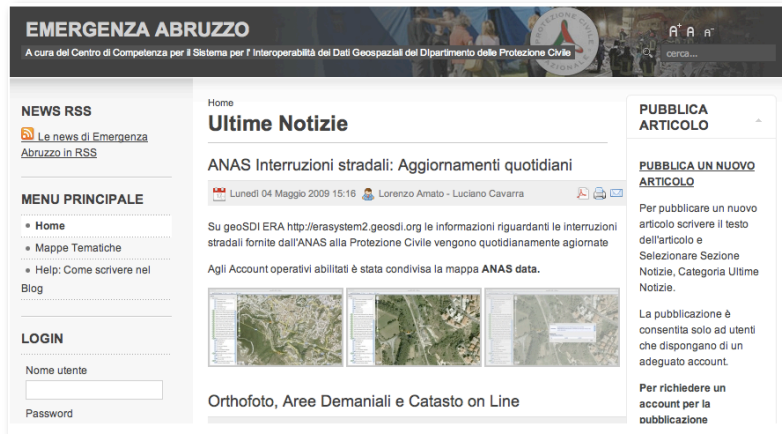 EMERGENZA ABRUZZO
A cura del Centro di Competenza per il Sistema per l' Interoperabilità dei Dati Geospaziali del Dipartimento delle Protezione Civile
PROTEZIONE CIVILE
NAZIONALE
A+ A A-
cerca...
NEWS RSS
Le news di Emergenza
Abruzzo in RSS
MENU PRINCIPALE
Home
Mappe Tematiche
Help: Come scrivere nel
Blog
LOGIN
Nome utente
Password
Home
Ultime Notizie
ANAS Interruzioni stradali: Aggiornamenti quotidiani
Lunedì 04 Maggio 2009 15:16 Lorenzo Amato - Luciano Cavarra
Su geoSDI ERA http://erasystem2.geosdi.org le informazioni riguardanti le interruzioni
stradali fornite dall'ANAS alla Protezione Civile vengono quotidianamente agiornate
Agli Account operativi abilitati è stata condivisa la mappa ANAS data.
Orthofoto, Aree Demaniali e Catasto on Line
PUBBLICA
ARTICOLO
PUBBLICA UN NUOVO
ARTICOLO
Per pubblicare un nuovo
articolo scrivere il testo
dell'articolo e
Selezionare Sezione
Notizie, Categoria Ultime
Notizie.
La pubblicazione è
consentita solo ad utenti
che dispongano di un
adeguato account.
Per richiedere un
account per la
pubblicazione